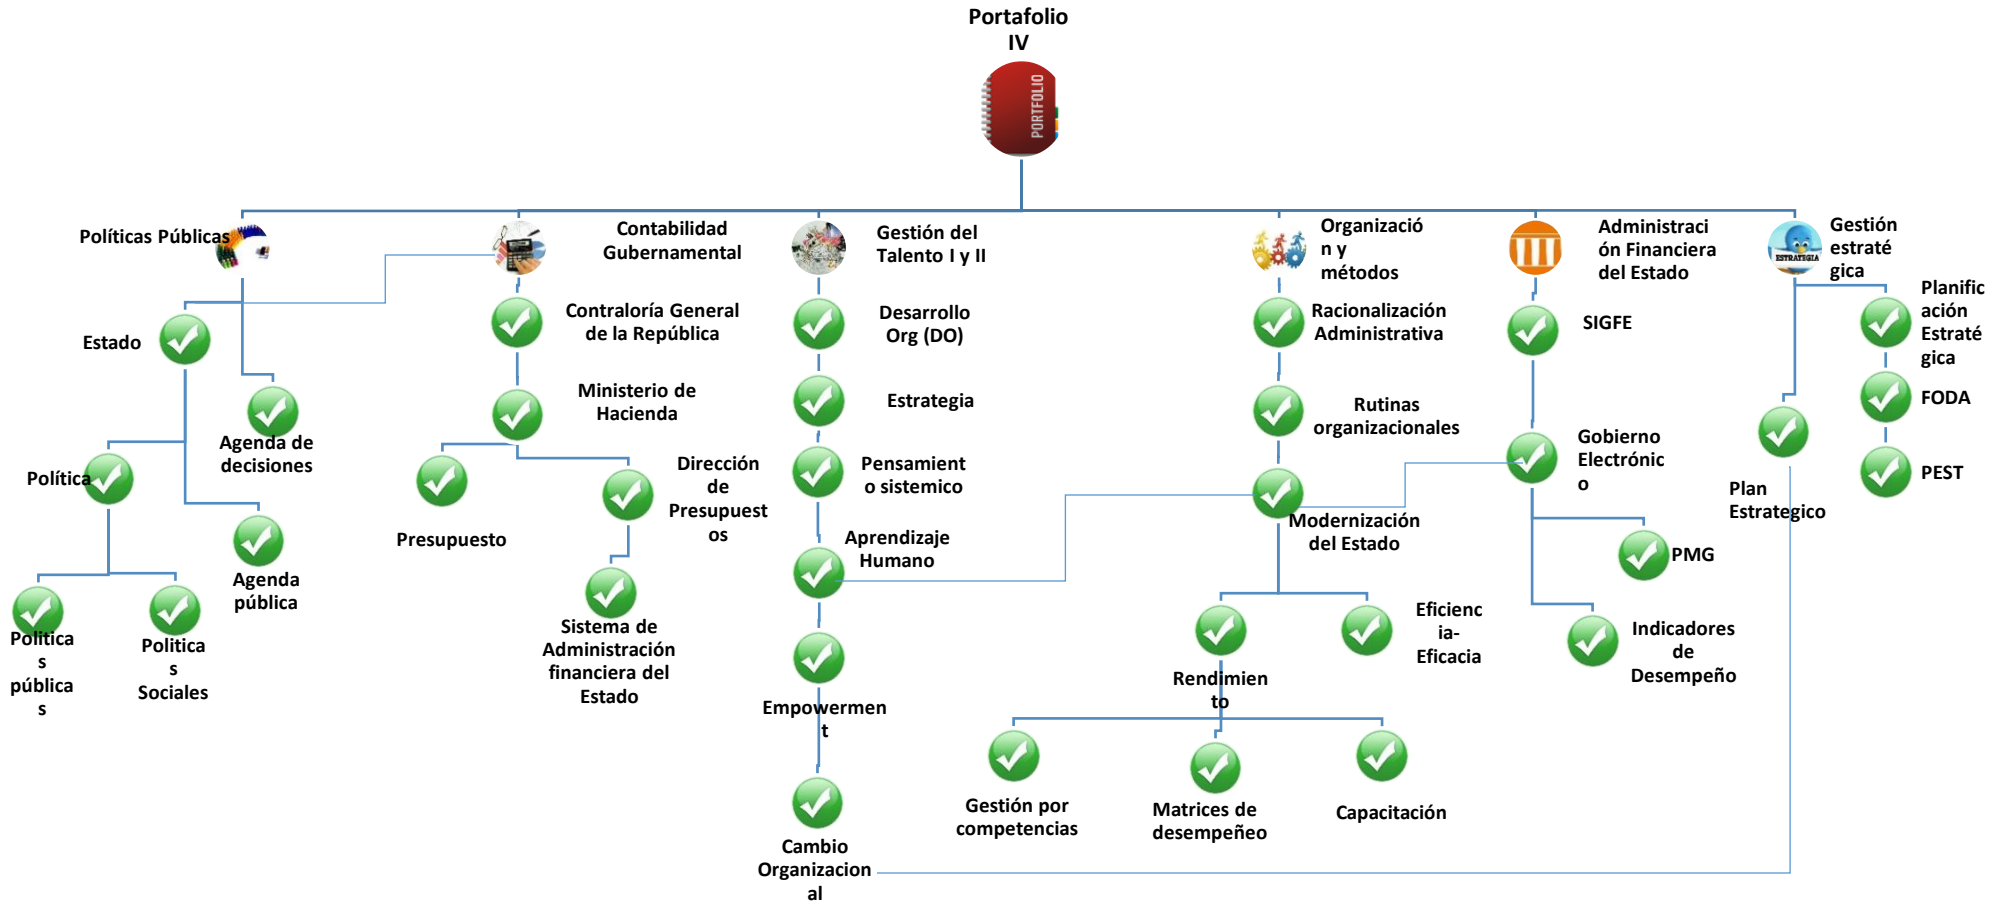 Portafolio
IV
PORTFOLIO
Políticas Públicas
Contabilidad
Gubernamental
Gestión del
Talento I y II
Organizació
n y
métodos
Administraci
ón Financiera
del Estado
ESTRATEGIA
Gestión
estraté
gica
Estado
Contraloría General
de la República
Desarrollo
Org (DO)
Racionalización
Administrativa
SIGFE
Planific
ación
Estraté
gica
Agenda de
decisiones
Ministerio de
Hacienda
Estrategia
Rutinas
organizacionales
Gobierno
Electrónic
o
FODA
Política
Dirección
de
Presupuest
os
Pensamient
o sistemico
Plan
Estrategico
PEST
Presupuesto
Modernización
del Estado
Aprendizaje
Humano
PMG
Agenda
pública
Politica
s
pública
s
Politica
s
Sociales
Sistema de
Administración
financiera del
Estado
Eficienc
ia-
Eficacia
Indicadores
de
Desempeño
Rendimien
to
Empowermen
t
Gestión por
competencias
Matrices de
desempeñeo
Capacitación
Cambio
Organizacion
al